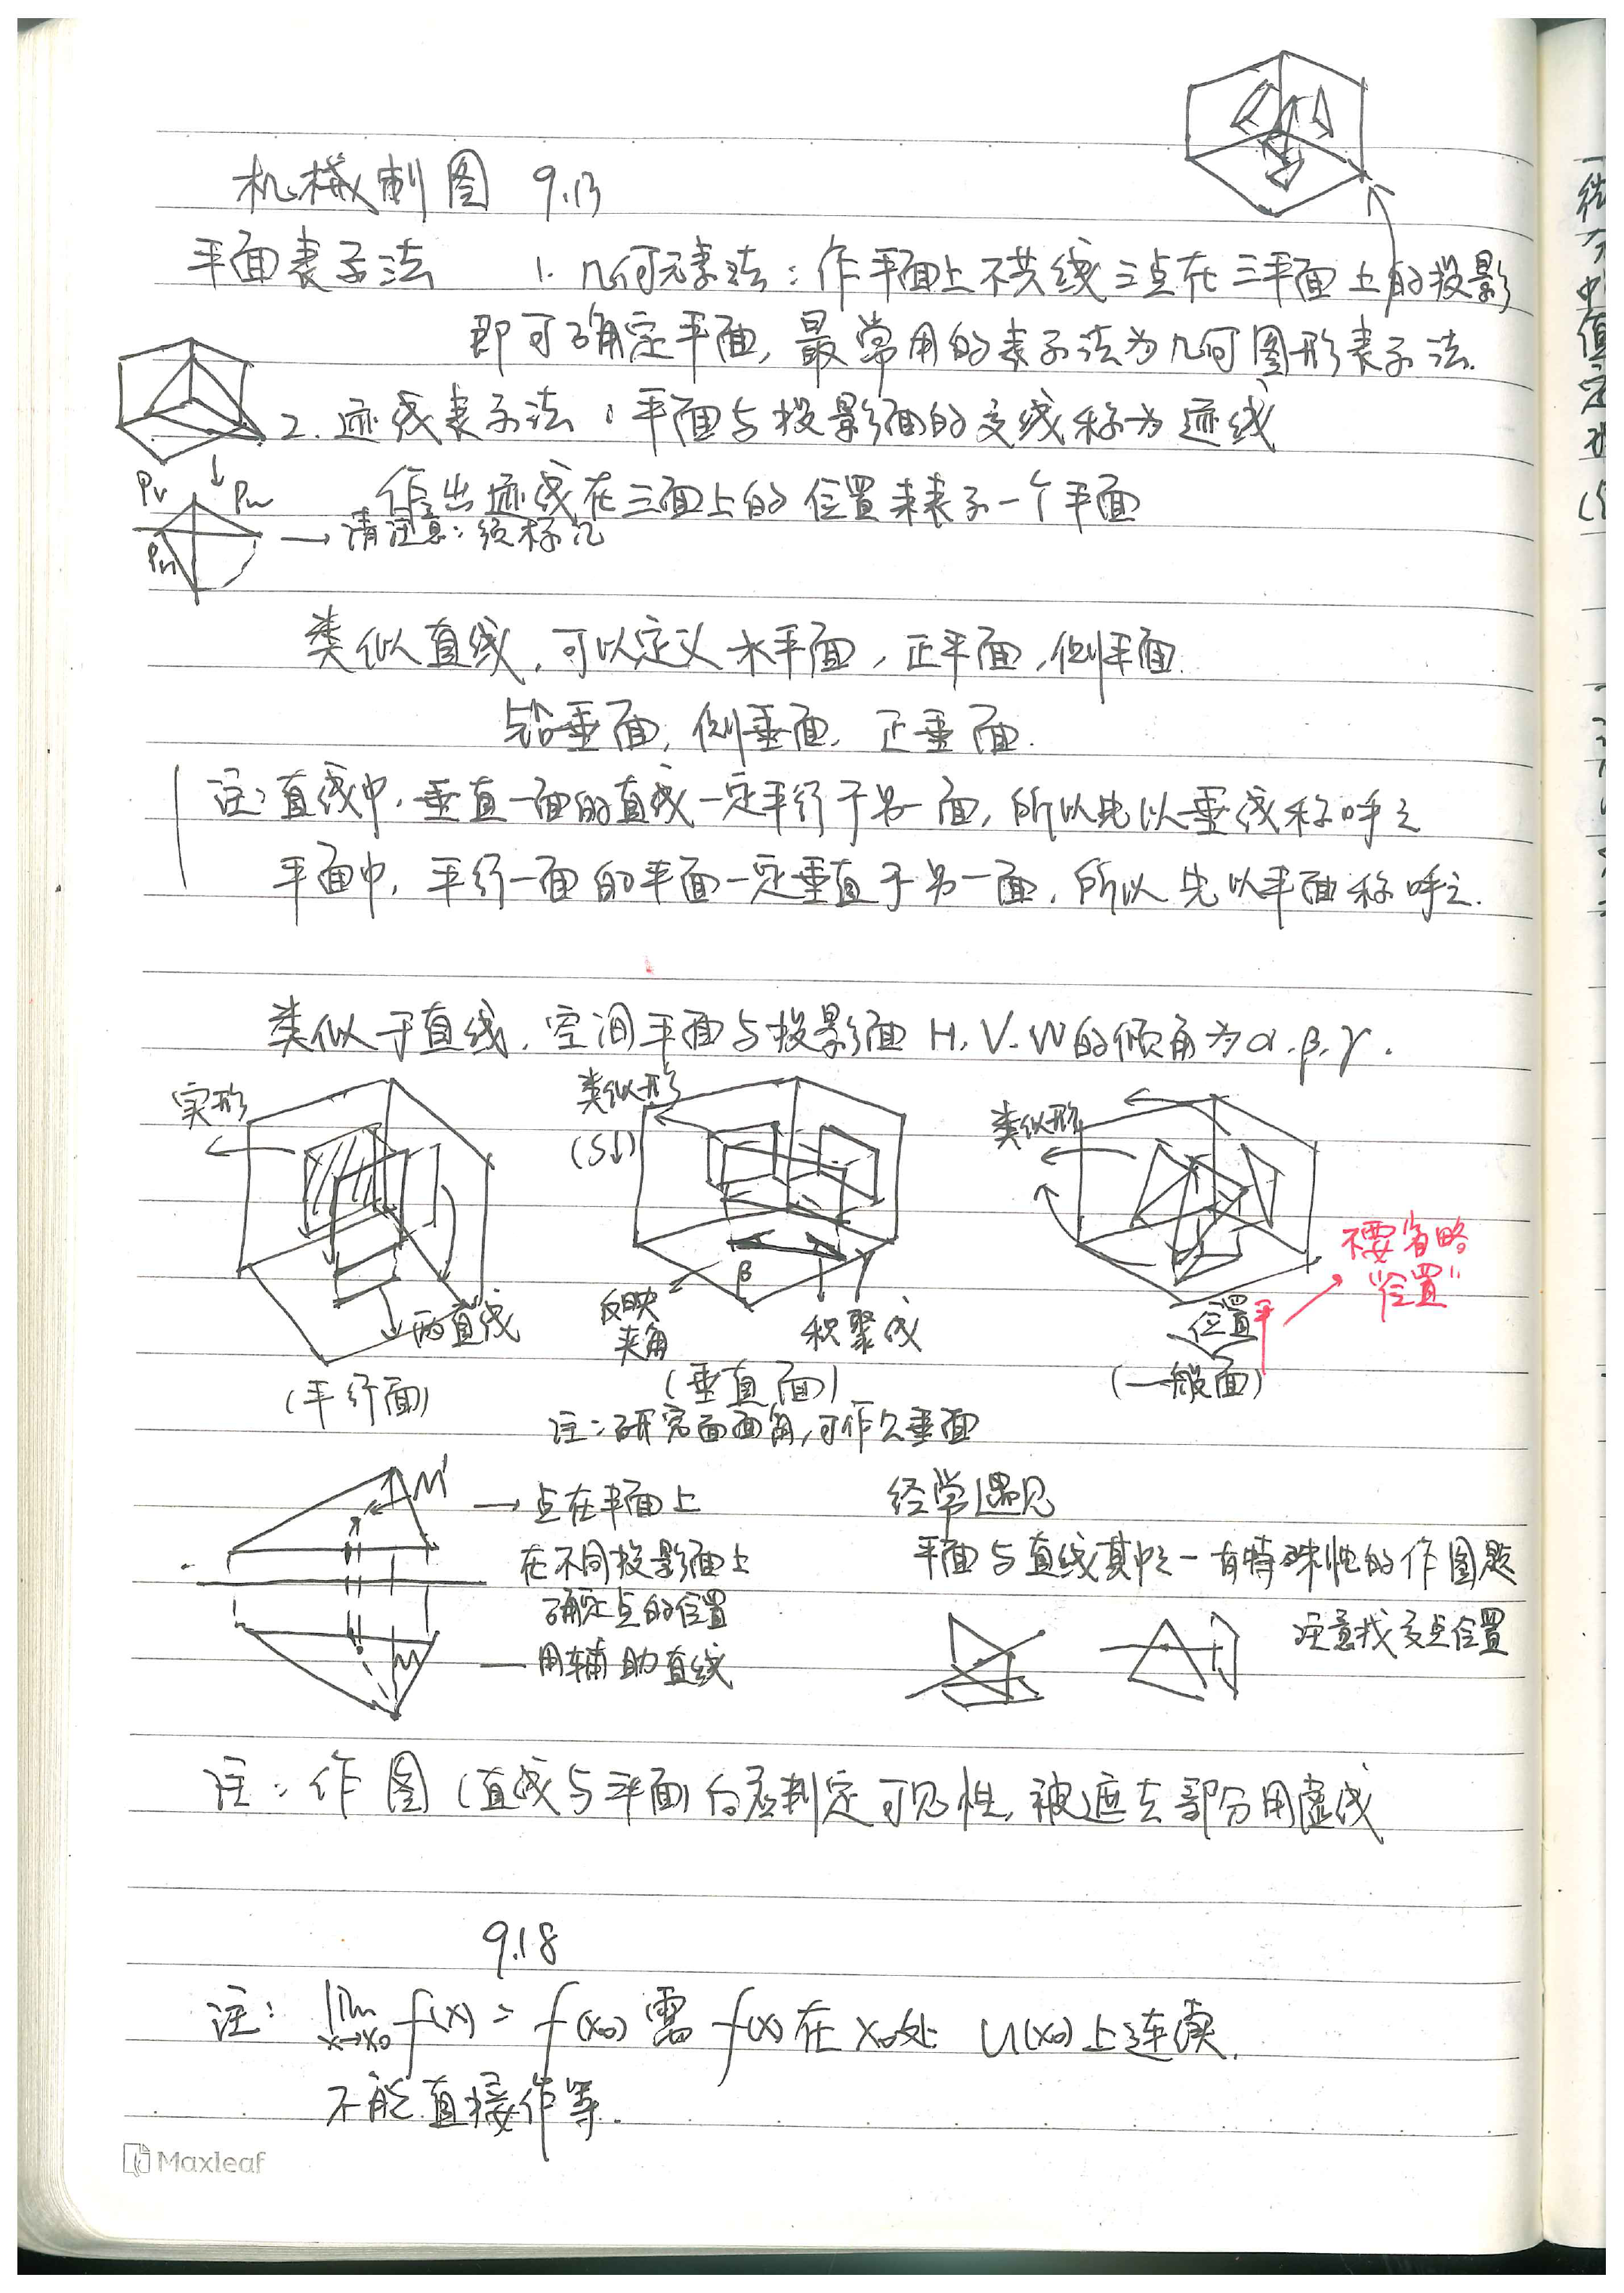 机械制图 9.13
平面表示法 1. 几何元素法：作平面上不共线三点在三平面上的投影
即可确定平面，最常用的表示法为几何图形表示法.
2. 迹线表示法：平面与投影面的交线称为迹线
作出迹线在三面上的位置来表示一个平面
Pv Pw
PH
→请注意：须标记
类似直线，可以定义水平面，正平面，侧平面.
铅垂面，侧垂面，正垂面.
注：直线中，垂直一面的直线一定平行于另一面，所以先以垂线称呼之
平面中，平行一面的平面一定垂直于另一面，所以先以平面称呼之.
类似于直线，空间平面与投影面 H、V、W的倾角为α、β、γ.
实形
两直线
(平行面)
类似形
(S↓)
β γ
反映
夹角
积聚线
(垂直面)
注：研究面面角，可作公垂面
类似形
位置平
(一般面)
不要省略
“位置”
M'
M
→点在平面上
在不同投影面上
确定点的位置
用辅助直线
经常遇见
平面与直线其中之一有特殊性的作图题
注意找交点位置
注：作图(直线与平面)后应判定可见性，被遮去部分用虚线
9.18
注：lim x→x₀ f(x) = f(x₀) 需 f(x)在 x₀处 U(x₀)上连续.
不能直接作等.
Maxleaf